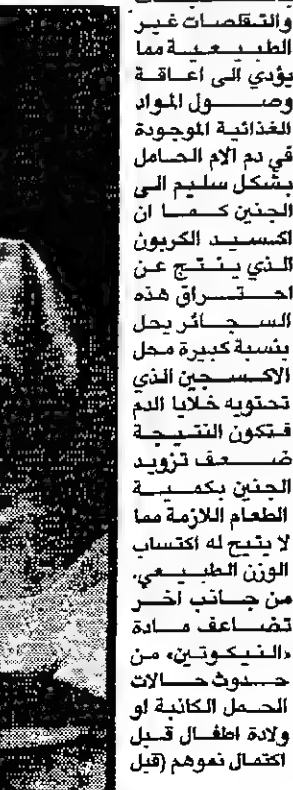 والتقلصات غير
الطبيعية مما
يؤدي الى اعاقة
وصول المواد
الغذائية الموجودة
في دم الام الحامل
بشكل سليم الى
الجنين كما ان
اكسيد الكربون
الذي ينتج عن
احتراق هذه
السجائر يحل
بنسبة كبيرة محل
الاكسجين الذي
تحتويه خلايا الدم
فتكون النتيجة
ضعف تزويد
الجنين بكمية
الطعام اللازمة مما
لا يتيح له اكتساب
الوزن الطبيعي.
من جانب اخر
تضاعف مادة
«النيكوتين» من
حدوث حالات
الحمل الكاذبة او
ولادة اطفال قبل
اكتمال نموهم (قبل